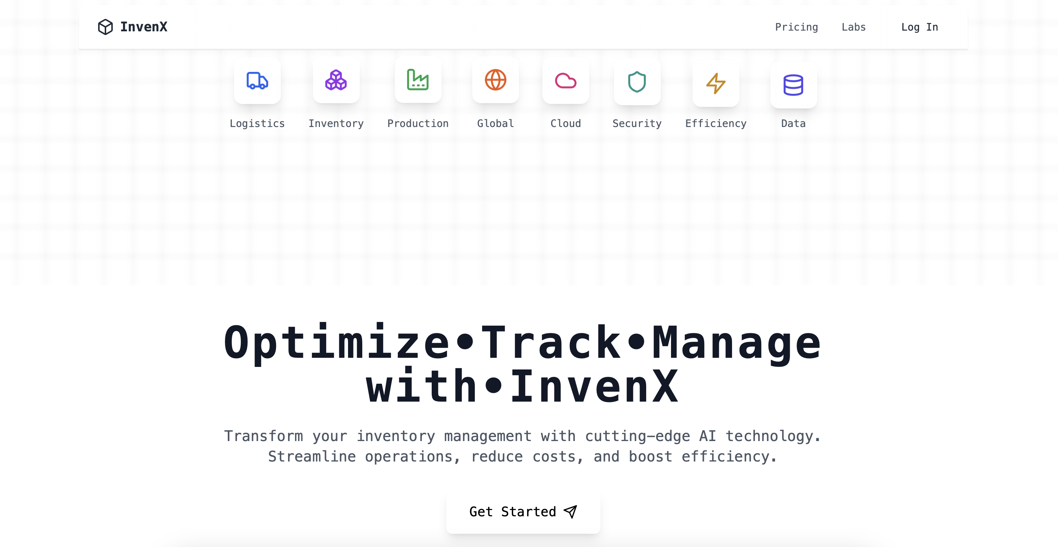 InvenX
Pricing Labs Log In
Logistics Inventory Production Global Cloud Security Efficiency Data
Optimize•Track•Manage
with•InvenX
Transform your inventory management with cutting-edge AI technology.
Streamline operations, reduce costs, and boost efficiency.
Get Started